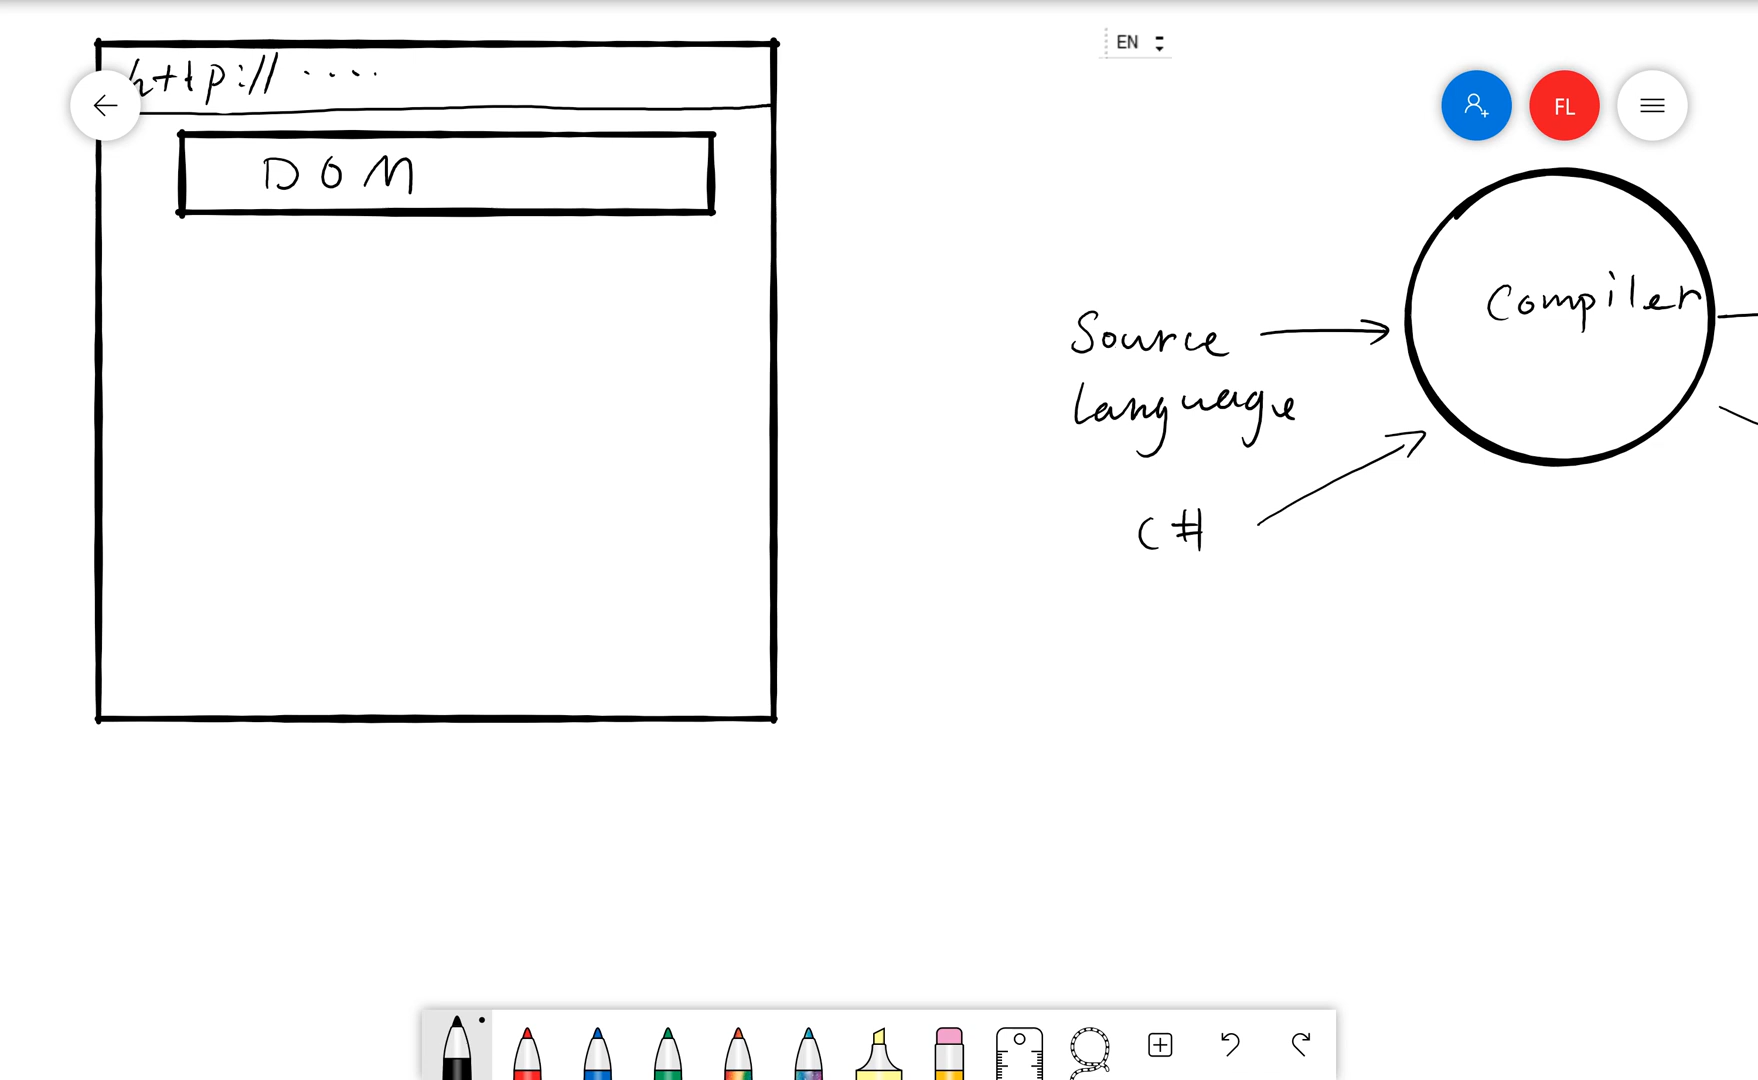 http://....
DOM
EN
FL
Compiler
Source
Language
C#